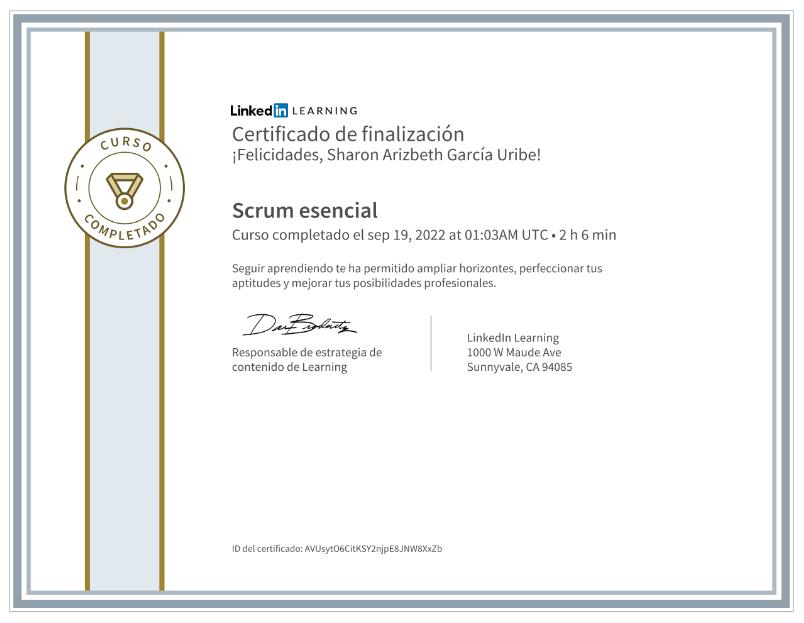 LinkedIn LEARNING
Certificado de finalización
¡Felicidades, Sharon Arizbeth García Uribe!
CURSO
COMPLETADO
Scrum esencial
Curso completado el sep 19, 2022 at 01:03AM UTC • 2 h 6 min
Seguir aprendiendo te ha permitido ampliar horizontes, perfeccionar tus
aptitudes y mejorar tus posibilidades profesionales.
Responsable de estrategia de
contenido de Learning
LinkedIn Learning
1000 W Maude Ave
Sunnyvale, CA 94085
ID del certificado: AVUsytO6CitKSY2njpE8JNW8XxZb